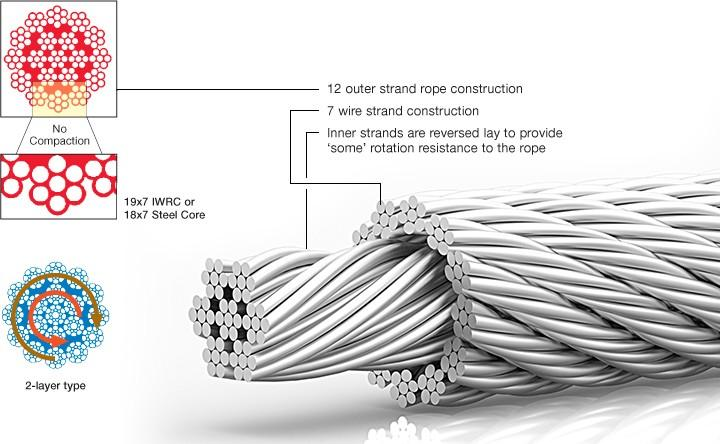 12 outer strand rope construction
7 wire strand construction
Inner strands are reversed lay to provide
‘some’ rotation resistance to the rope
No
Compaction
19x7 IWRC or
18x7 Steel Core
2-layer type